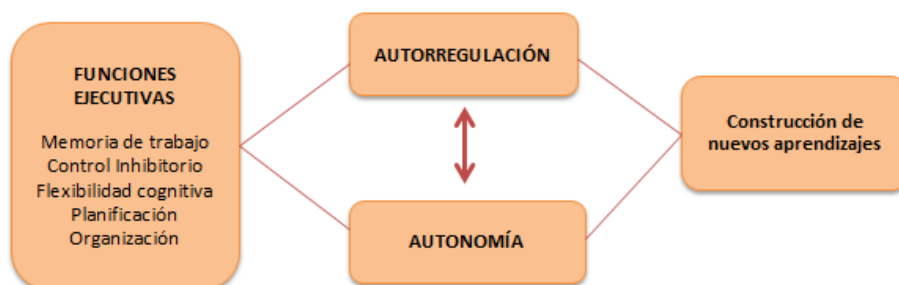 FUNCIONES
EJECUTIVAS
Memoria de trabajo
Control Inhibitorio
Flexibilidad cognitiva
Planificación
Organización
AUTORREGULACIÓN
AUTONOMÍA
Construcción de
nuevos aprendizajes